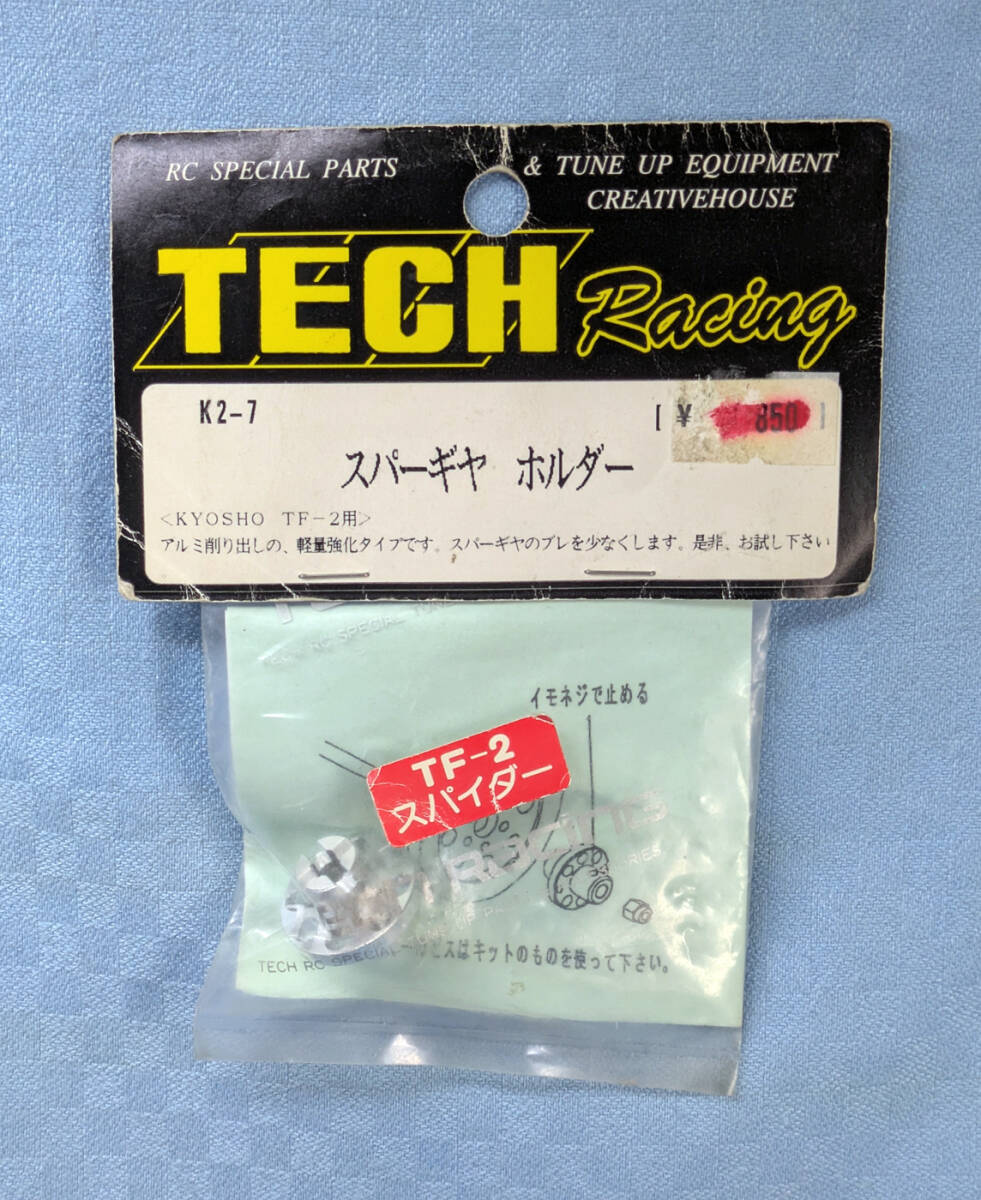 RC SPECIAL PARTS & TUNE UP EQUIPMENT
CREATIVEHOUSE
TECH Racing
K2-7 [ ¥ 850 ]
スパーギヤ ホルダー
<KYOSHO TF-2用>
アルミ削り出しの、軽量強化タイプです。スパーギヤのブレを少なくします。是非、お試し下さい
RC SPECIAL
イモネジで止める
TF-2
スパイダー
Racing
TECH RC SPECIAL
ビスはキットのものを使って下さい。